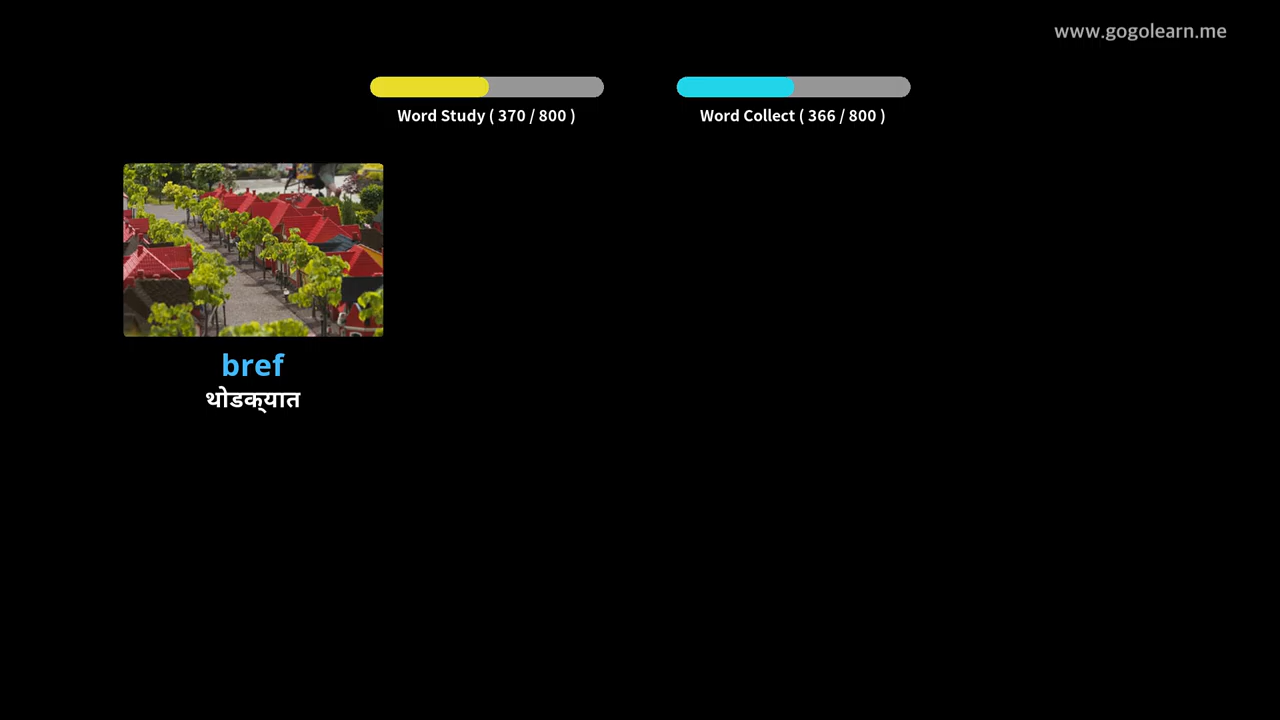 www.gogolearn.me
Word Study ( 370 / 800 )
Word Collect ( 366 / 800 )
bref
थोडक्यात